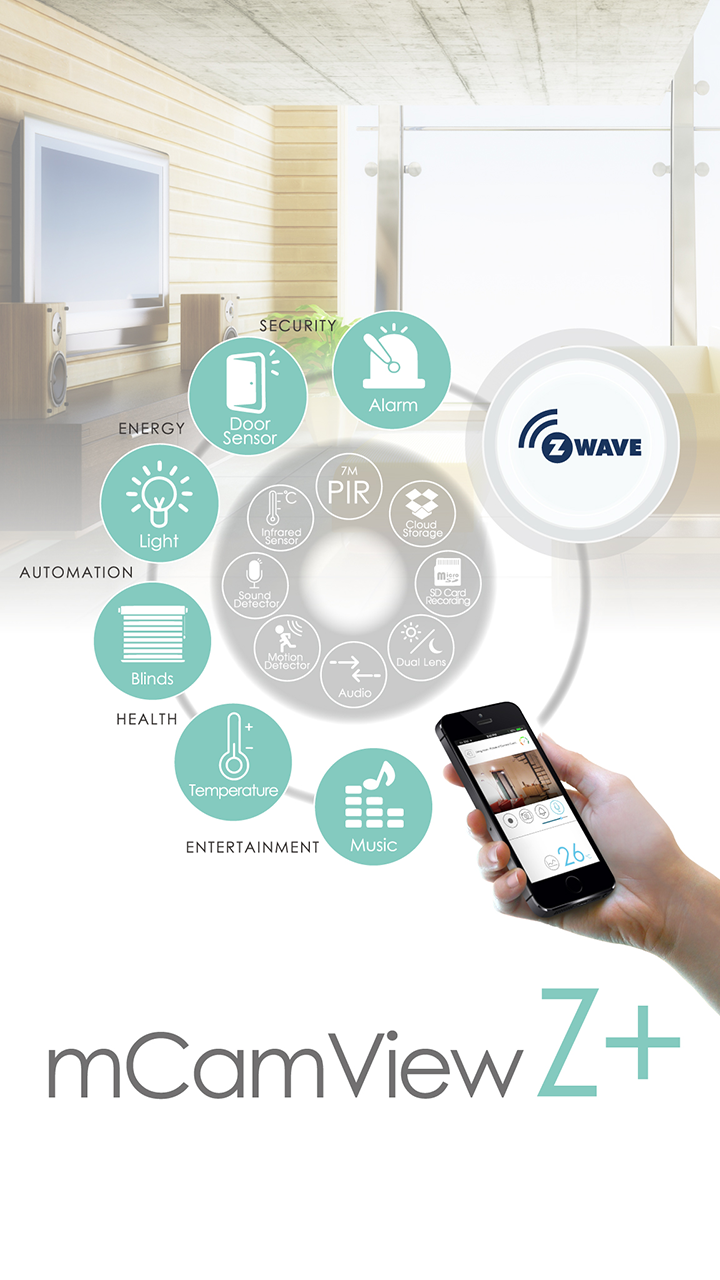 SECURITY
Alarm
Door
Sensor
ENERGY
Z WAVE
Light
7M
PIR
°C
Infrared
Sensor
Cloud
Storage
AUTOMATION
Sound
Detector
Micro
SD Card
Recording
Blinds
Motion
Detector
Dual Lens
Audio
HEALTH
Temperature
26
Music
ENTERTAINMENT
mCamView Z+